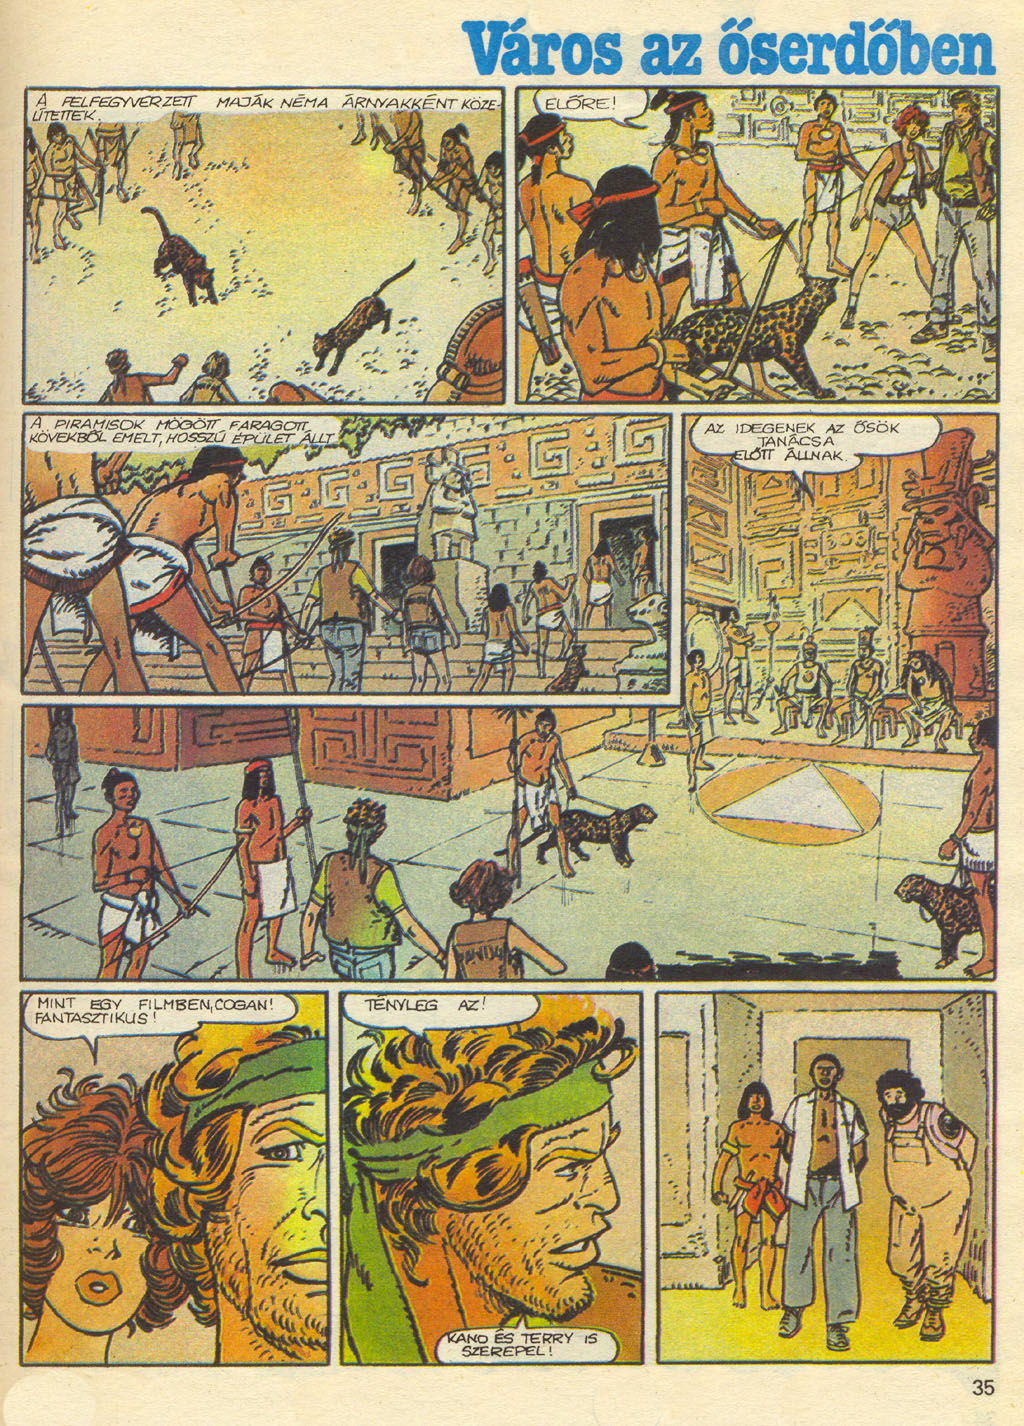 Város az őserdőben
A FELFEGYVERZETT MAJÁK NÉMA ÁRNYAKKÉNT KÖZE-
LÍTETTEK.
ELŐRE!
A PIRAMISOK MÖGÖTT FARAGOTT
KÖVEKBŐL EMELT, HOSSZÚ ÉPÜLET ÁLLT
AZ IDEGENEK AZ ŐSÖK
TANÁCSA
ELŐTT ÁLLNAK.
MINT EGY FILMBEN, COGAN!
FANTASZTIKUS!
TÉNYLEG AZ!
KANO ÉS TERRY IS
SZEREPEL!
35